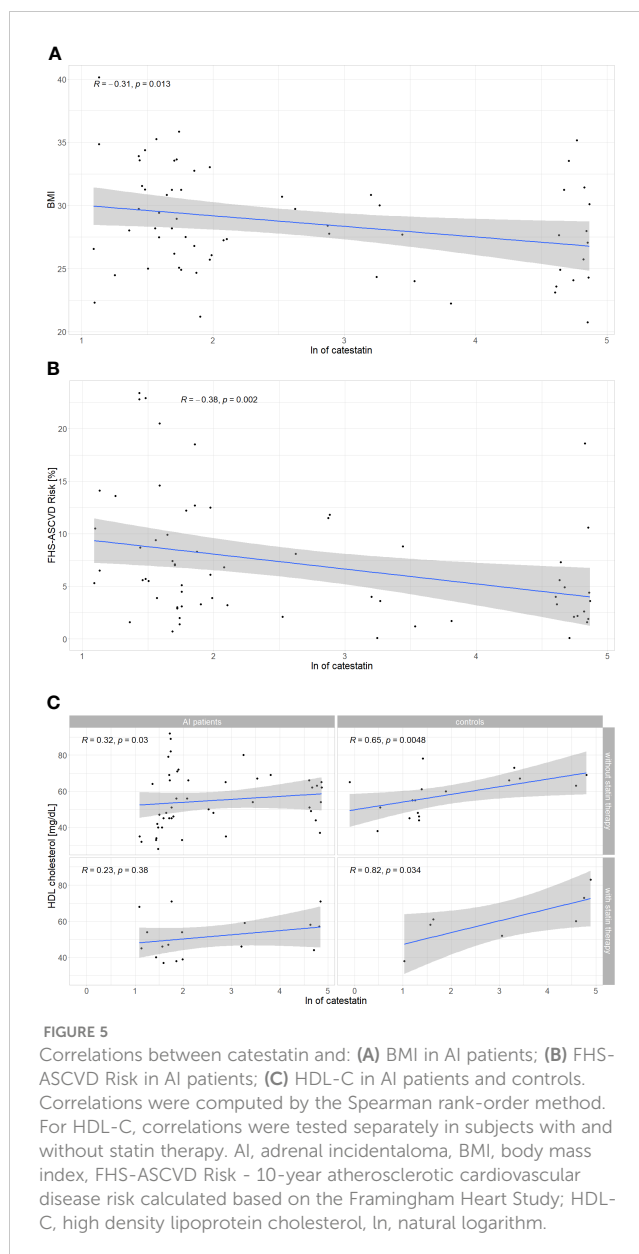 A
R = −0.31, p = 0.013
40
35
30
25
20
BMI
1 2 3 4 5
ln of catestatin
B
R = −0.38, p = 0.002
20
15
10
5
0
FHS-ASCVD Risk [%]
1 2 3 4 5
ln of catestatin
C
AI patients controls
R = 0.32, p = 0.03 R = 0.65, p = 0.0048
80
60
40
without statin therapy
HDL cholesterol [mg/dL]
R = 0.23, p = 0.38 R = 0.82, p = 0.034
80
60
40
with statin therapy
0 1 2 3 4 5 0 1 2 3 4 5
ln of catestatin
FIGURE 5
Correlations between catestatin and: (A) BMI in AI patients; (B) FHS-
ASCVD Risk in AI patients; (C) HDL-C in AI patients and controls.
Correlations were computed by the Spearman rank-order method.
For HDL-C, correlations were tested separately in subjects with and
without statin therapy. AI, adrenal incidentaloma, BMI, body mass
index, FHS-ASCVD Risk - 10-year atherosclerotic cardiovascular
disease risk calculated based on the Framingham Heart Study; HDL-
C, high density lipoprotein cholesterol, ln, natural logarithm.